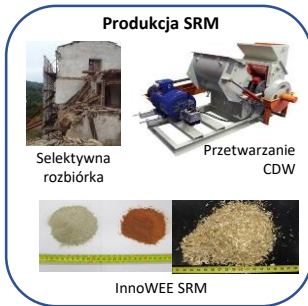 Produkcja SRM
Selektywna
rozbiórka
Przetwarzanie
CDW
InnoWEE SRM